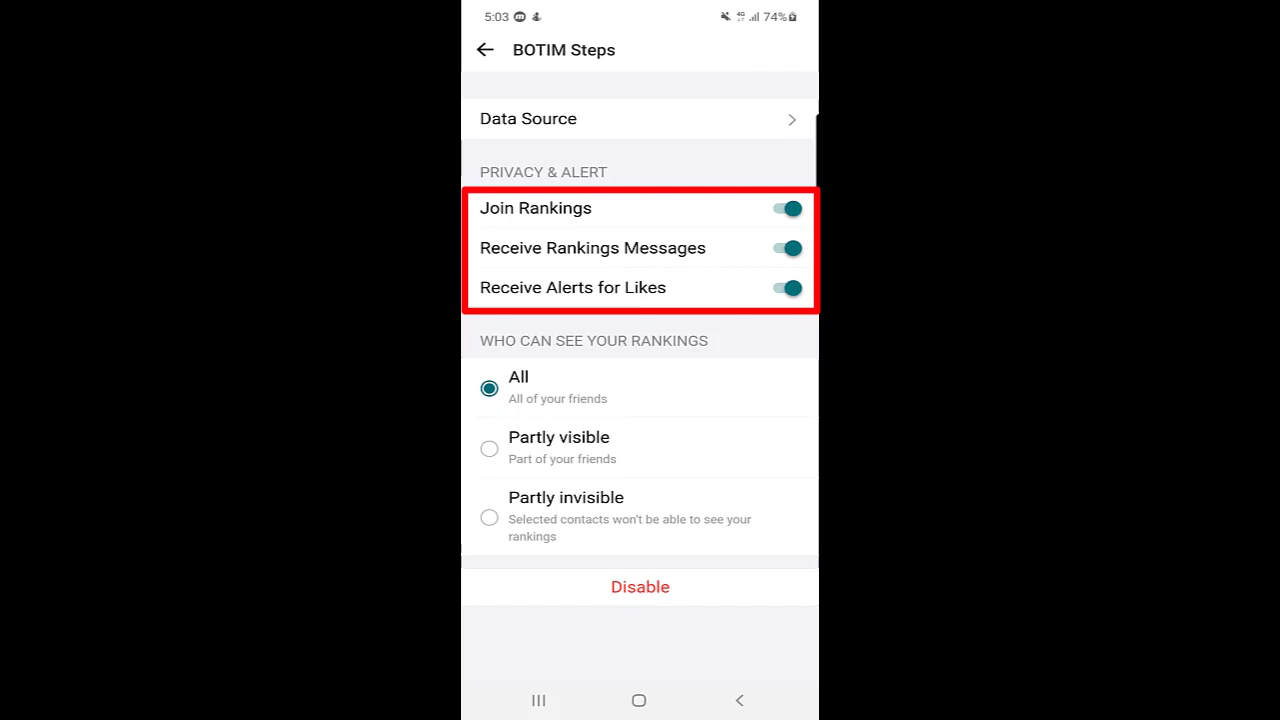 5:03
4G 74%
BOTIM Steps
Data Source
PRIVACY & ALERT
Join Rankings
Receive Rankings Messages
Receive Alerts for Likes
WHO CAN SEE YOUR RANKINGS
All
All of your friends
Partly visible
Part of your friends
Partly invisible
Selected contacts won't be able to see your
rankings
Disable